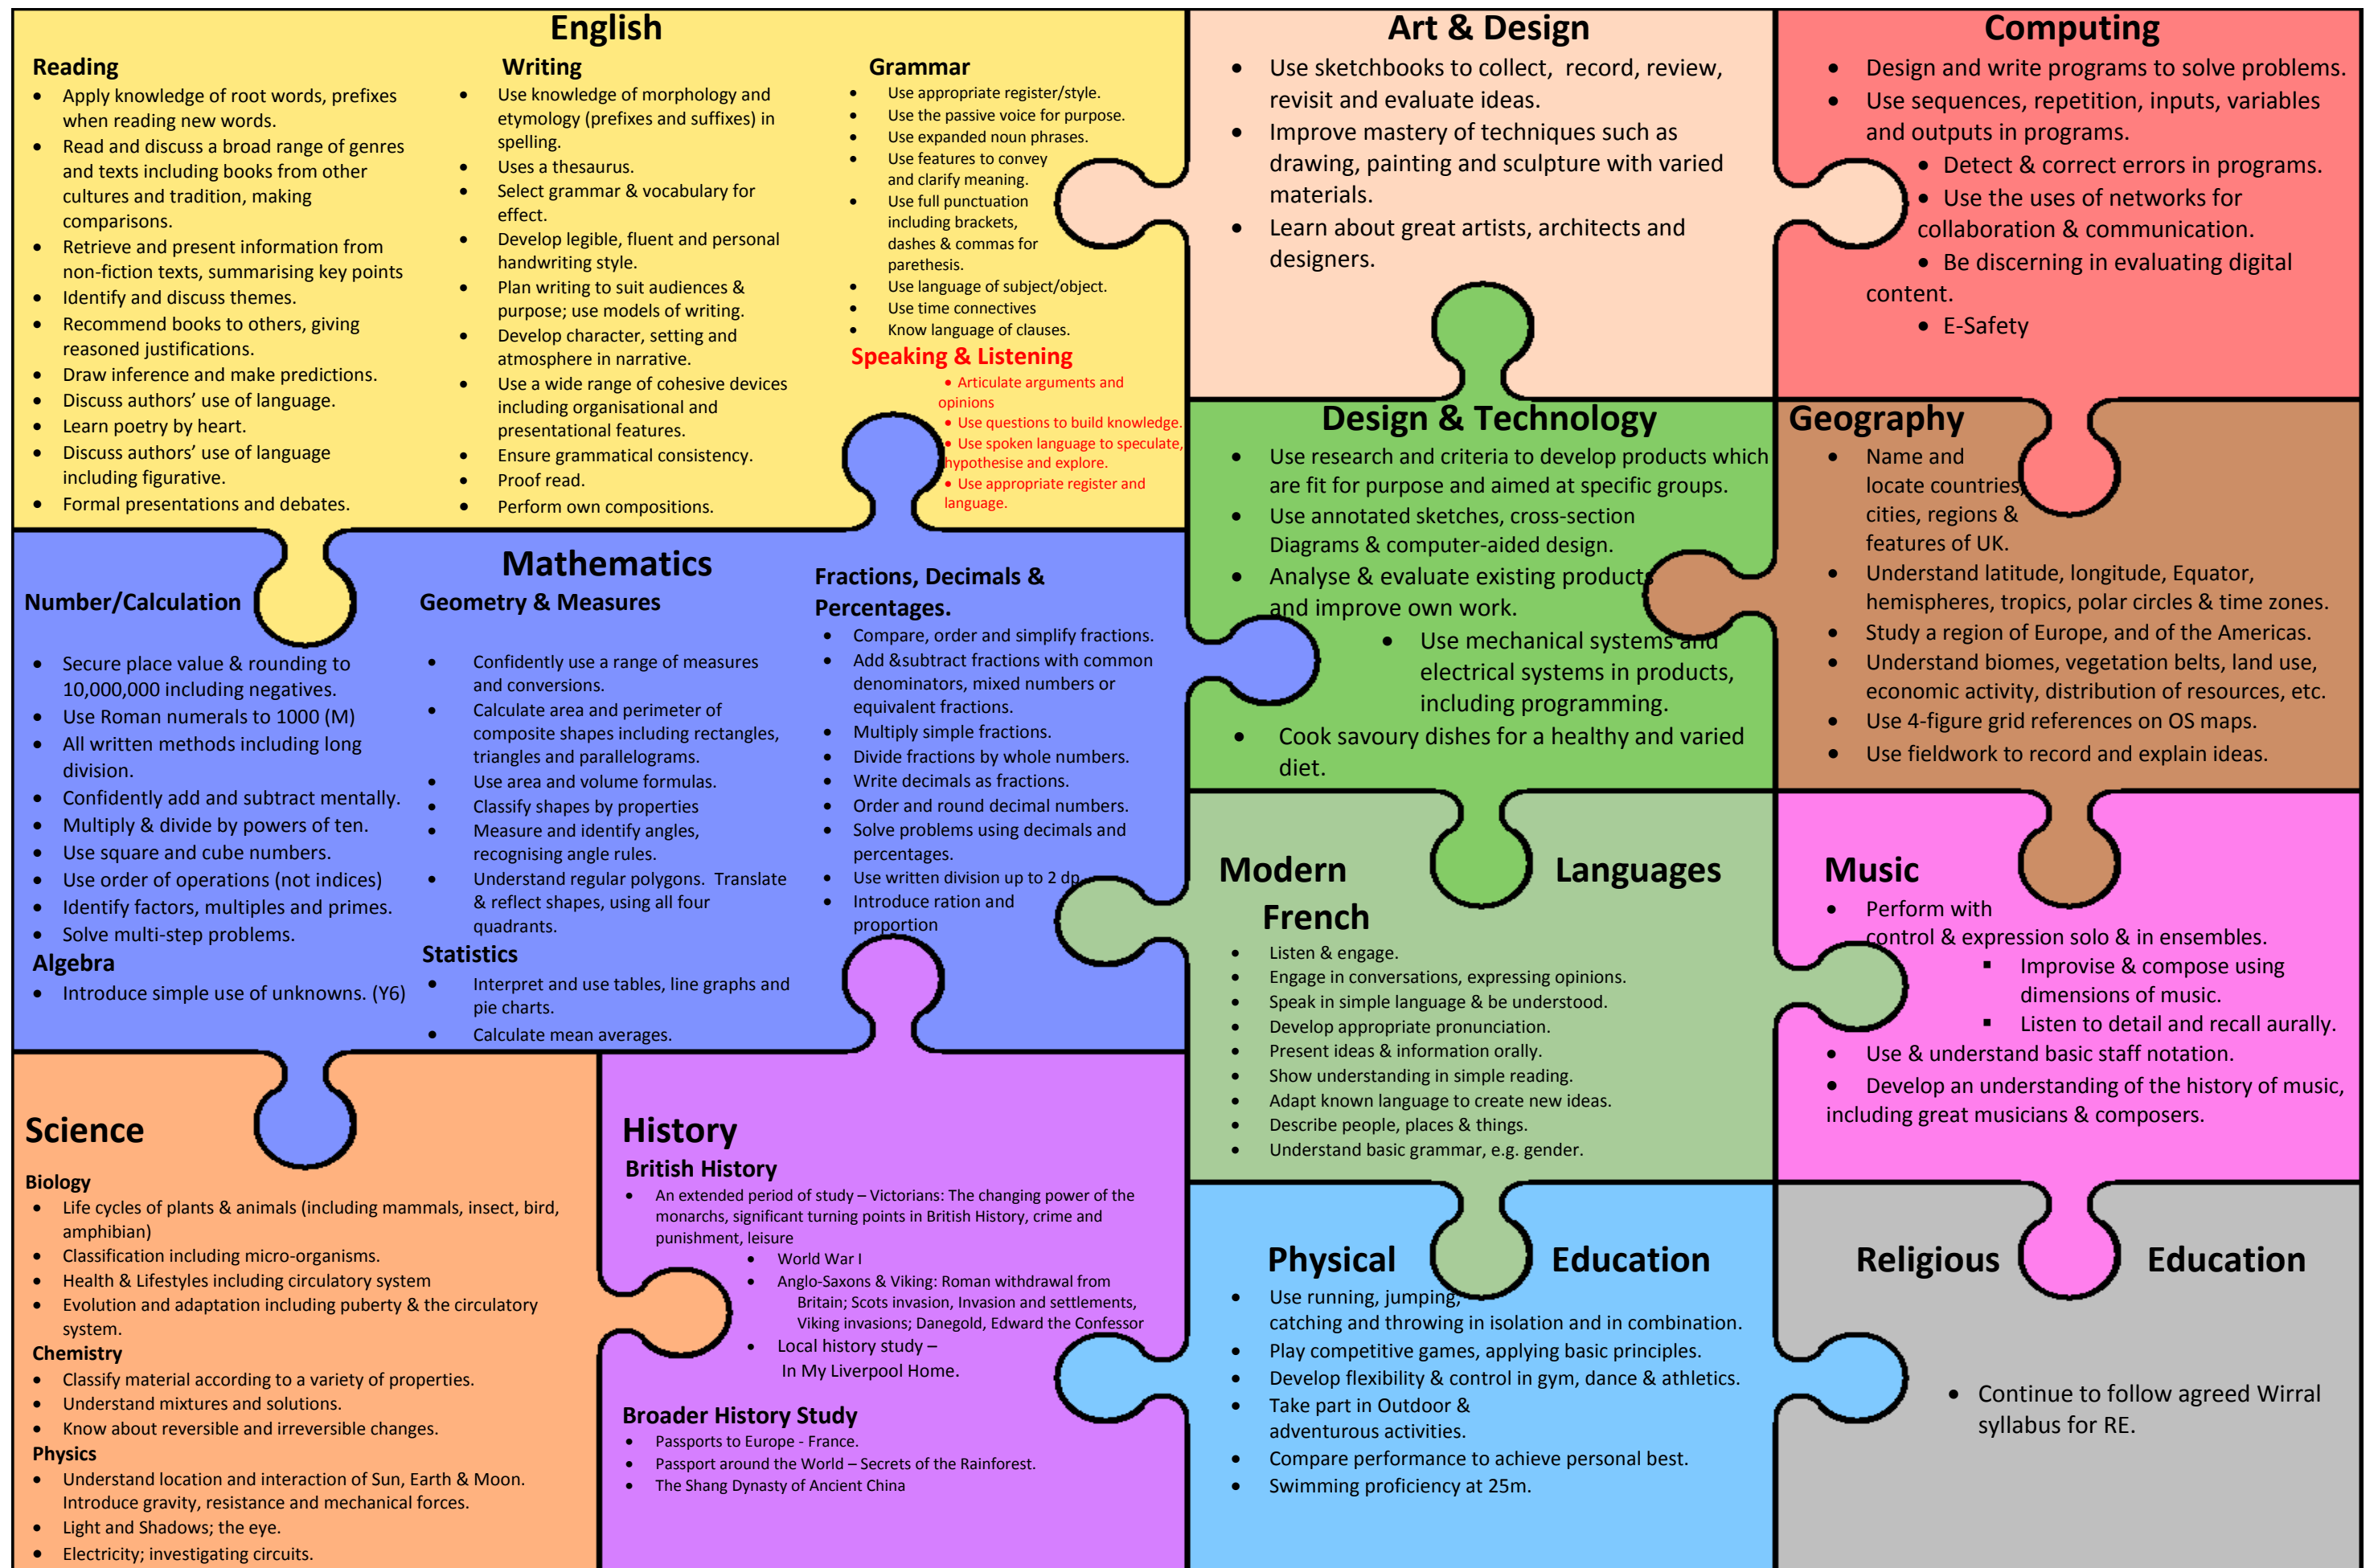 English
Reading
• Apply knowledge of root words, prefixes
when reading new words.
• Read and discuss a broad range of genres
and texts including books from other
cultures and tradition, making
comparisons.
• Retrieve and present information from
non-fiction texts, summarising key points
• Identify and discuss themes.
• Recommend books to others, giving
reasoned justifications.
• Draw inference and make predictions.
• Discuss authors’ use of language.
• Learn poetry by heart.
• Discuss authors’ use of language
including figurative.
• Formal presentations and debates.
Writing
• Use knowledge of morphology and
etymology (prefixes and suffixes) in
spelling.
• Uses a thesaurus.
• Select grammar & vocabulary for
effect.
• Develop legible, fluent and personal
handwriting style.
• Plan writing to suit audiences &
purpose; use models of writing.
• Develop character, setting and
atmosphere in narrative.
• Use a wide range of cohesive devices
including organisational and
presentational features.
• Ensure grammatical consistency.
• Proof read.
• Perform own compositions.
Grammar
• Use appropriate register/style.
• Use the passive voice for purpose.
• Use expanded noun phrases.
• Use features to convey
and clarify meaning.
• Use full punctuation
including brackets,
dashes & commas for
parethesis.
• Use language of subject/object.
• Use time connectives
• Know language of clauses.
Speaking & Listening
• Articulate arguments and
opinions
• Use questions to build knowledge.
• Use spoken language to speculate,
hypothesise and explore.
• Use appropriate register and
language.
Art & Design
• Use sketchbooks to collect, record, review,
revisit and evaluate ideas.
• Improve mastery of techniques such as
drawing, painting and sculpture with varied
materials.
• Learn about great artists, architects and
designers.
Computing
• Design and write programs to solve problems.
• Use sequences, repetition, inputs, variables
and outputs in programs.
• Detect & correct errors in programs.
• Use the uses of networks for
collaboration & communication.
• Be discerning in evaluating digital
content.
• E-Safety
Design & Technology
• Use research and criteria to develop products which
are fit for purpose and aimed at specific groups.
• Use annotated sketches, cross-section
Diagrams & computer-aided design.
• Analyse & evaluate existing products
and improve own work.
• Use mechanical systems and
electrical systems in products,
including programming.
• Cook savoury dishes for a healthy and varied
diet.
Geography
• Name and
locate countries,
cities, regions &
features of UK.
• Understand latitude, longitude, Equator,
hemispheres, tropics, polar circles & time zones.
• Study a region of Europe, and of the Americas.
• Understand biomes, vegetation belts, land use,
economic activity, distribution of resources, etc.
• Use 4-figure grid references on OS maps.
• Use fieldwork to record and explain ideas.
Mathematics
Number/Calculation
• Secure place value & rounding to
10,000,000 including negatives.
• Use Roman numerals to 1000 (M)
• All written methods including long
division.
• Confidently add and subtract mentally.
• Multiply & divide by powers of ten.
• Use square and cube numbers.
• Use order of operations (not indices)
• Identify factors, multiples and primes.
• Solve multi-step problems.
Algebra
• Introduce simple use of unknowns. (Y6)
Geometry & Measures
• Confidently use a range of measures
and conversions.
• Calculate area and perimeter of
composite shapes including rectangles,
triangles and parallelograms.
• Use area and volume formulas.
• Classify shapes by properties
• Measure and identify angles,
recognising angle rules.
• Understand regular polygons. Translate
& reflect shapes, using all four
quadrants.
Statistics
• Interpret and use tables, line graphs and
pie charts.
• Calculate mean averages.
Fractions, Decimals &
Percentages.
• Compare, order and simplify fractions.
• Add &subtract fractions with common
denominators, mixed numbers or
equivalent fractions.
• Multiply simple fractions.
• Divide fractions by whole numbers.
• Write decimals as fractions.
• Order and round decimal numbers.
• Solve problems using decimals and
percentages.
• Use written division up to 2 dp
• Introduce ration and
proportion
Modern Languages
French
• Listen & engage.
• Engage in conversations, expressing opinions.
• Speak in simple language & be understood.
• Develop appropriate pronunciation.
• Present ideas & information orally.
• Show understanding in simple reading.
• Adapt known language to create new ideas.
• Describe people, places & things.
• Understand basic grammar, e.g. gender.
Music
• Perform with
control & expression solo & in ensembles.
▪ Improvise & compose using
dimensions of music.
▪ Listen to detail and recall aurally.
• Use & understand basic staff notation.
• Develop an understanding of the history of music,
including great musicians & composers.
Science
Biology
• Life cycles of plants & animals (including mammals, insect, bird,
amphibian)
• Classification including micro-organisms.
• Health & Lifestyles including circulatory system
• Evolution and adaptation including puberty & the circulatory
system.
Chemistry
• Classify material according to a variety of properties.
• Understand mixtures and solutions.
• Know about reversible and irreversible changes.
Physics
• Understand location and interaction of Sun, Earth & Moon.
Introduce gravity, resistance and mechanical forces.
• Light and Shadows; the eye.
• Electricity; investigating circuits.
History
British History
• An extended period of study – Victorians: The changing power of the
monarchs, significant turning points in British History, crime and
punishment, leisure
• World War I
• Anglo-Saxons & Viking: Roman withdrawal from
Britain; Scots invasion, Invasion and settlements,
Viking invasions; Danegold, Edward the Confessor
• Local history study –
In My Liverpool Home.
Broader History Study
• Passports to Europe - France.
• Passport around the World – Secrets of the Rainforest.
• The Shang Dynasty of Ancient China
Physical Education
• Use running, jumping,
catching and throwing in isolation and in combination.
• Play competitive games, applying basic principles.
• Develop flexibility & control in gym, dance & athletics.
• Take part in Outdoor &
adventurous activities.
• Compare performance to achieve personal best.
• Swimming proficiency at 25m.
Religious Education
• Continue to follow agreed Wirral
syllabus for RE.